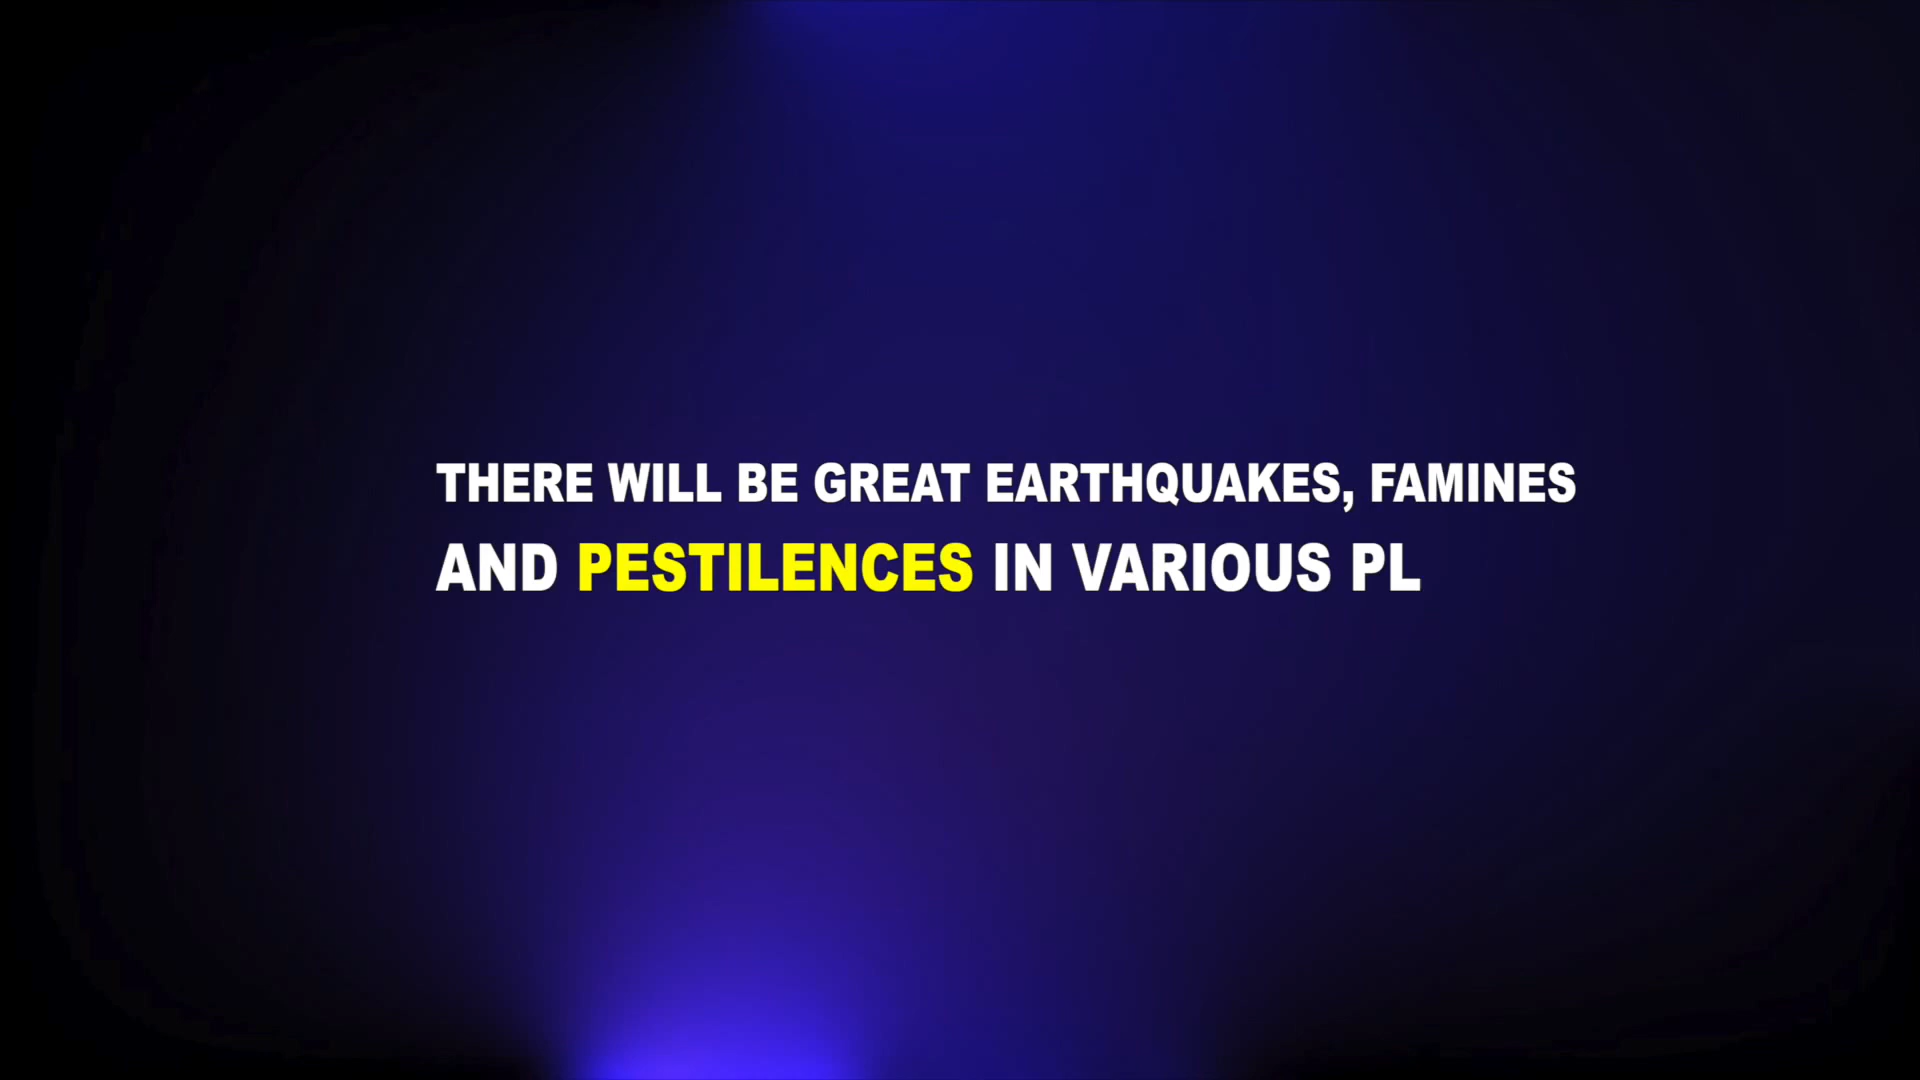 THERE WILL BE GREAT EARTHQUAKES, FAMINES
AND PESTILENCES IN VARIOUS PL